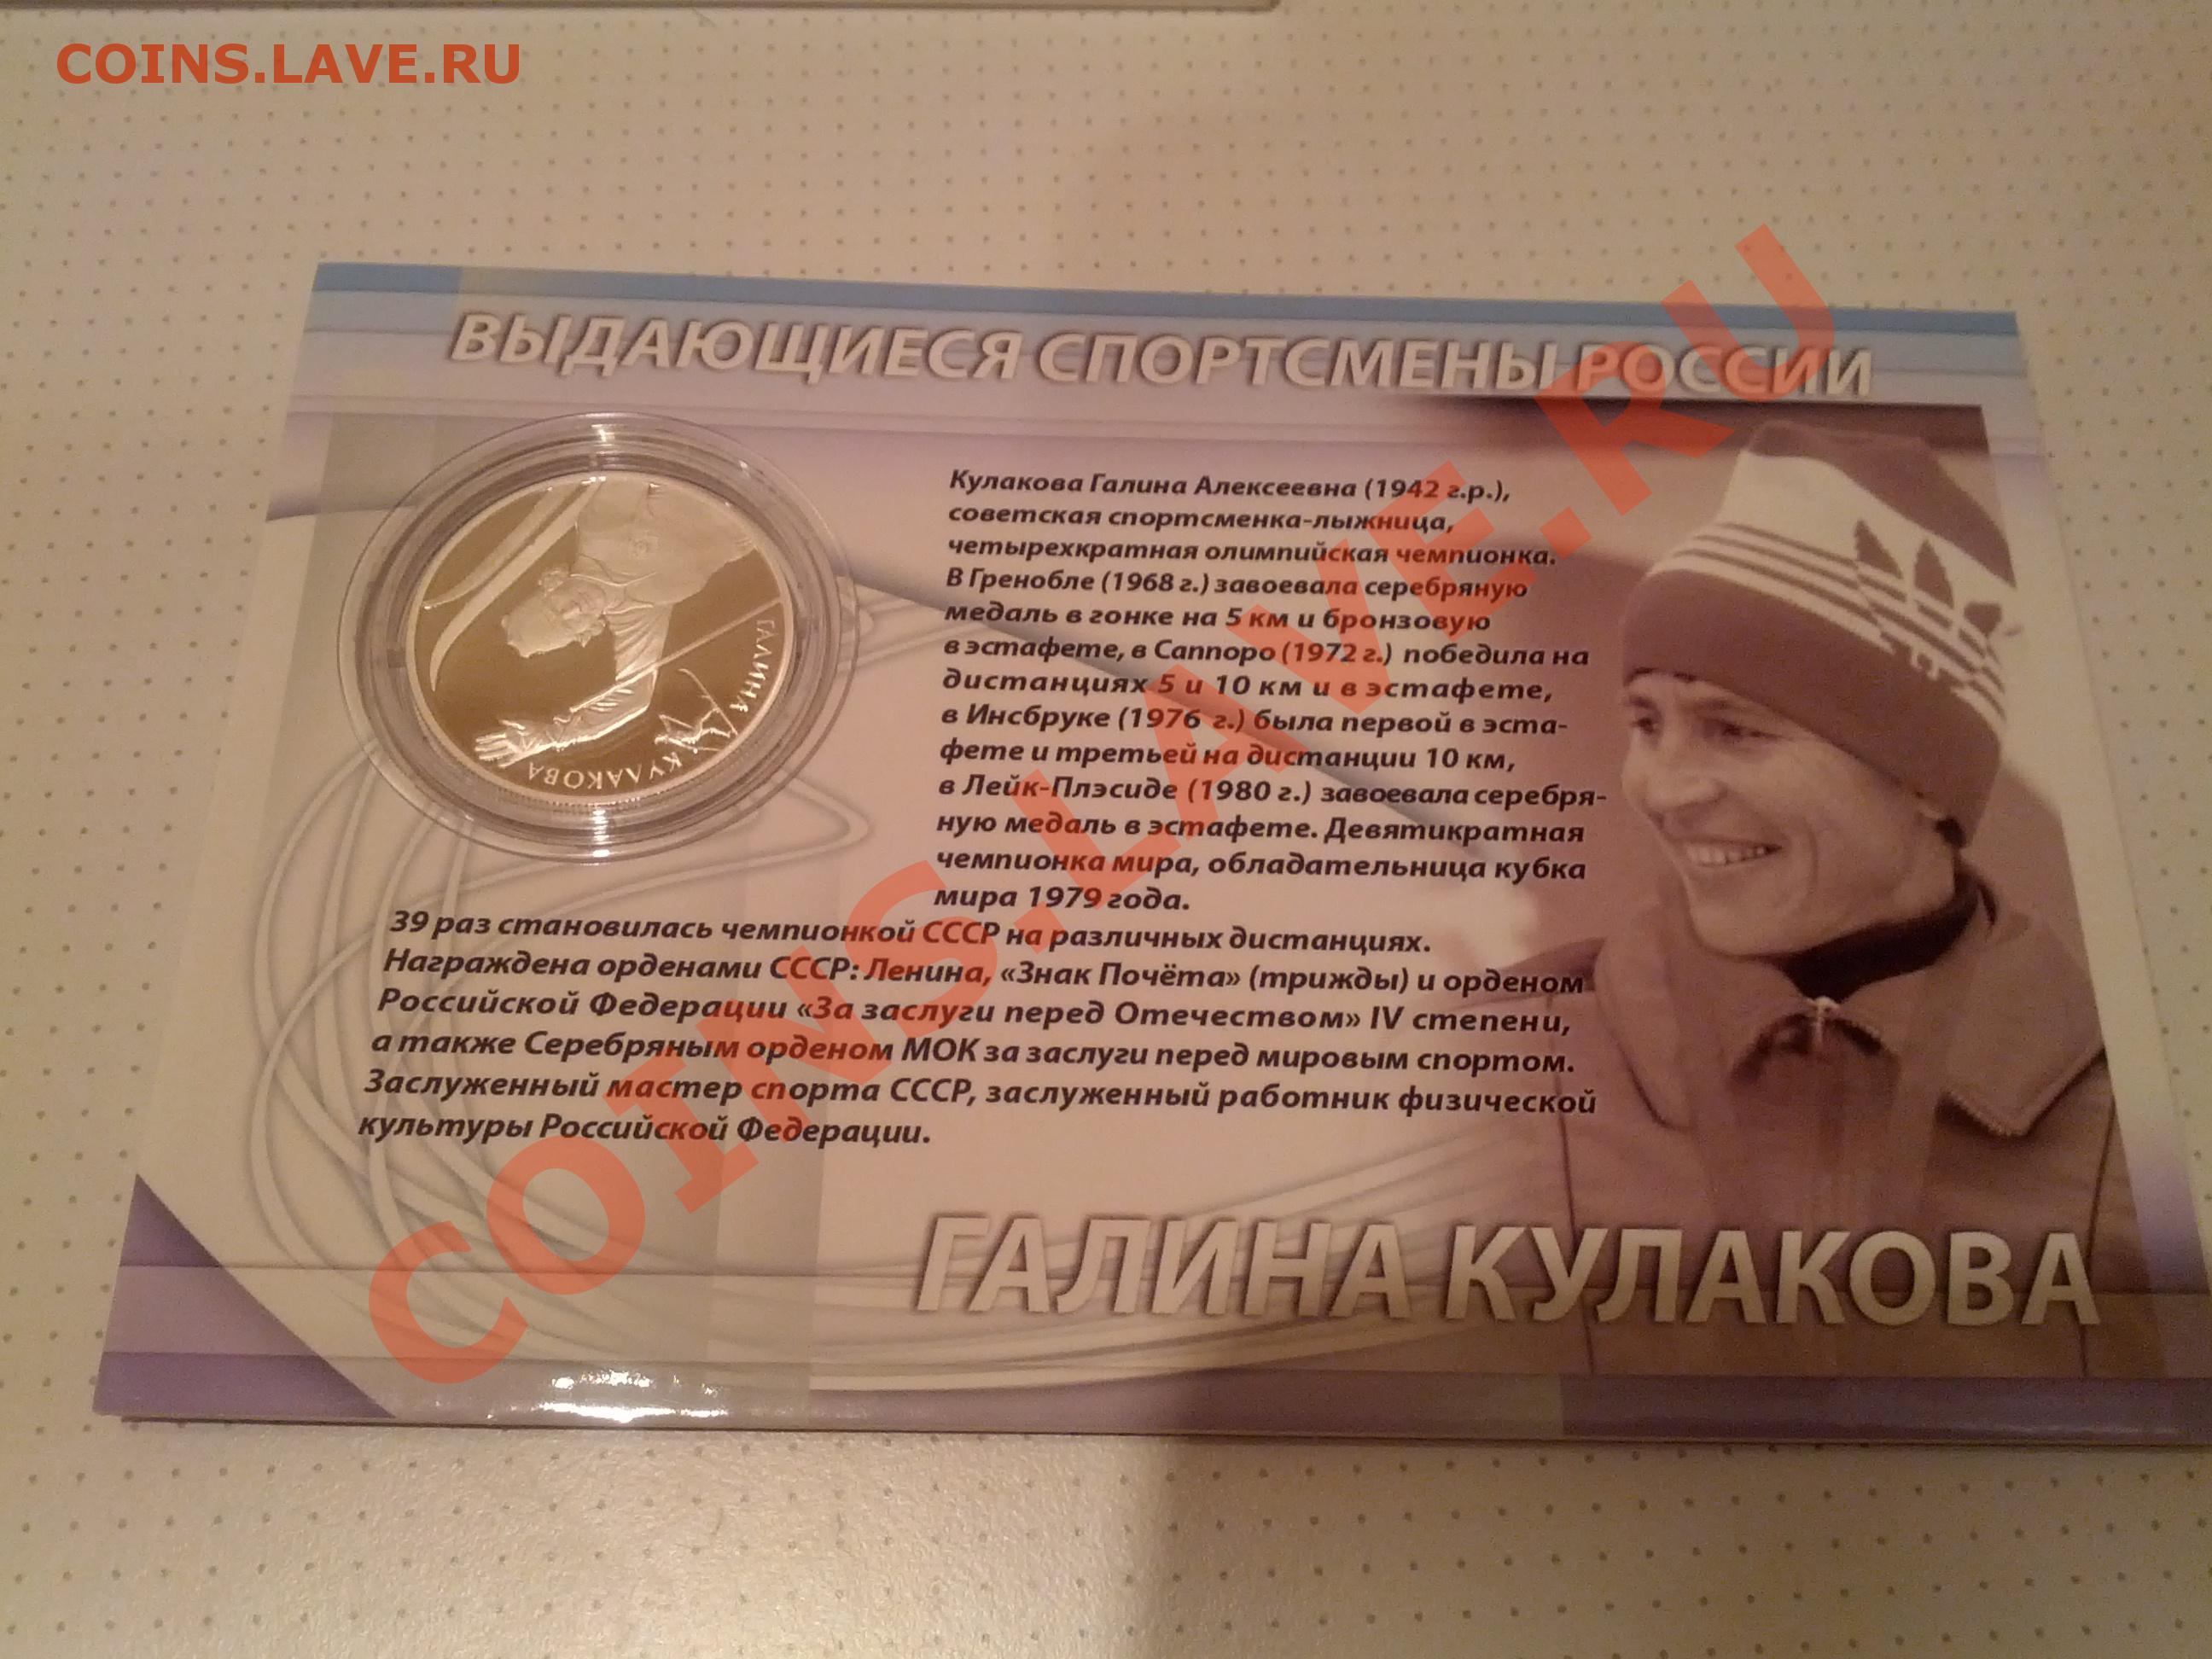 COINS.LAVE.RU
ВЫДАЮЩИЕСЯ СПОРТСМЕНЫ РОССИИ
Кулакова Галина Алексеевна (1942 г.р.),
советская спортсменка-лыжница,
четырехкратная олимпийская чемпионка.
В Гренобле (1968 г.) завоевала серебряную
медаль в гонке на 5 км и бронзовую
в эстафете, в Саппоро (1972 г.) победила на
дистанциях 5 и 10 км и в эстафете,
в Инсбруке (1976 г.) была первой в эста-
фете и третьей на дистанции 10 км,
в Лейк-Плэсиде (1980 г.) завоевала серебря-
ную медаль в эстафете. Девятикратная
чемпионка мира, обладательница кубка
мира 1979 года.
39 раз становилась чемпионкой СССР на различных дистанциях.
Награждена орденами СССР: Ленина, «Знак Почёта» (трижды) и орденом
Российской Федерации «За заслуги перед Отечеством» IV степени,
а также Серебряным орденом МОК за заслуги перед мировым спортом.
Заслуженный мастер спорта СССР, заслуженный работник физической
культуры Российской Федерации.
ГАЛИНА КУЛАКОВА
ГАЛИНА КУЛАКОВА
COINS.LAVE.RU